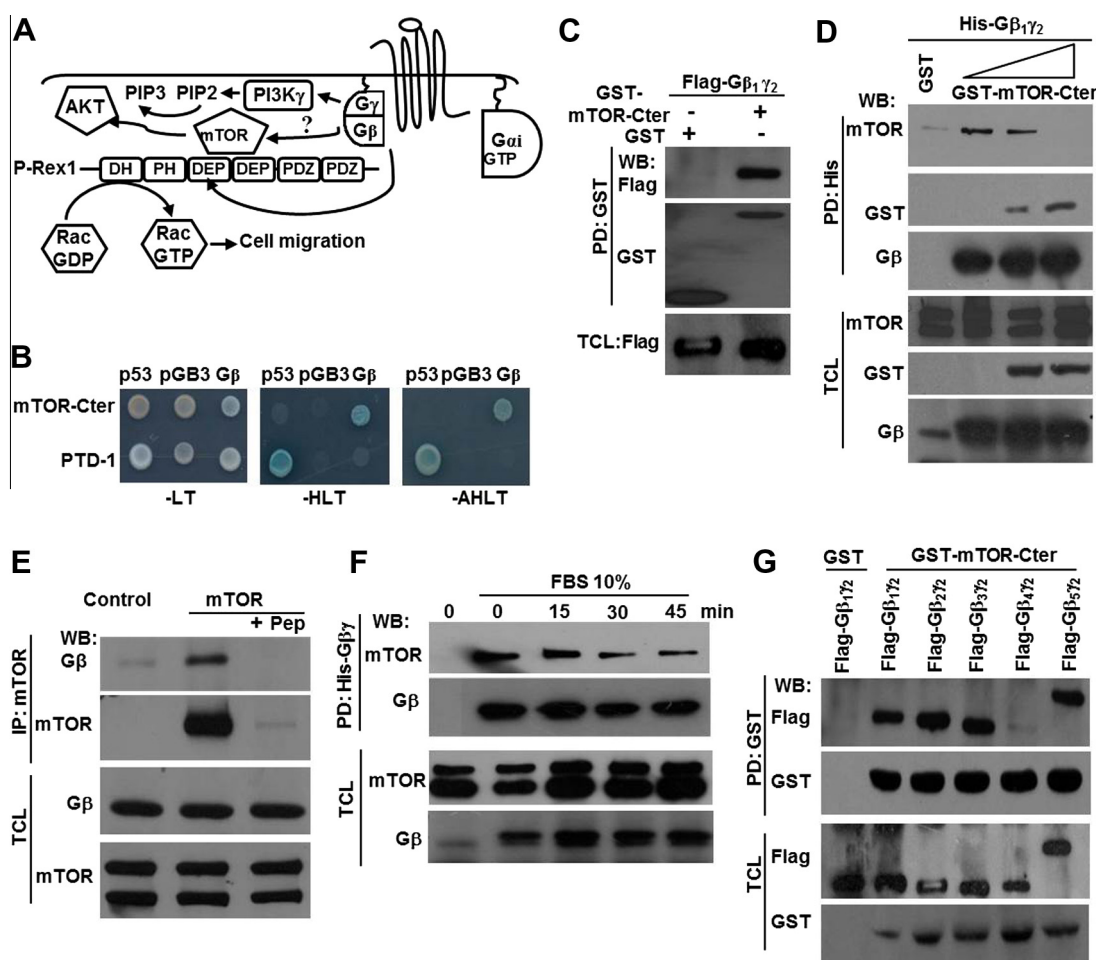 A
PIP3 PIP2 PI3Kγ Gγ
AKT
? Gβ
mTOR
Gαi
GTP
P-Rex1 DH PH DEP DEP PDZ PDZ
Rac GDP
Rac GTP
Cell migration
B
p53 pGB3 Gβ p53 pGB3 Gβ p53 pGB3 Gβ
mTOR-Cter
PTD-1
-LT -HLT -AHLT
C
Flag-Gβ1γ2
GST-
mTOR-Cter - +
GST + -
PD: GST
WB:
Flag
GST
TCL:Flag
D
His-Gβ1γ2
GST
GST-mTOR-Cter
WB:
PD: His
mTOR
GST
Gβ
TCL
mTOR
GST
Gβ
E
Control mTOR
+ Pep
WB:
IP: mTOR
Gβ
mTOR
TCL
Gβ
mTOR
F
FBS 10%
0 0 15 30 45 min
WB:
PD: His-Gβγ
mTOR
Gβ
TCL
mTOR
Gβ
G
GST GST-mTOR-Cter
Flag-Gβ1γ2
Flag-Gβ1γ2
Flag-Gβ2γ2
Flag-Gβ3γ2
Flag-Gβ4γ2
Flag-Gβ5γ2
WB:
PD: GST
Flag
GST
TCL
Flag
GST